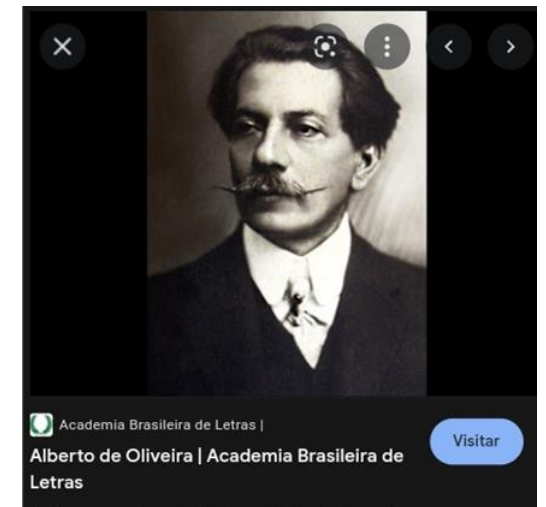 Academia Brasileira de Letras |
Alberto de Oliveira | Academia Brasileira de
Letras
Visitar